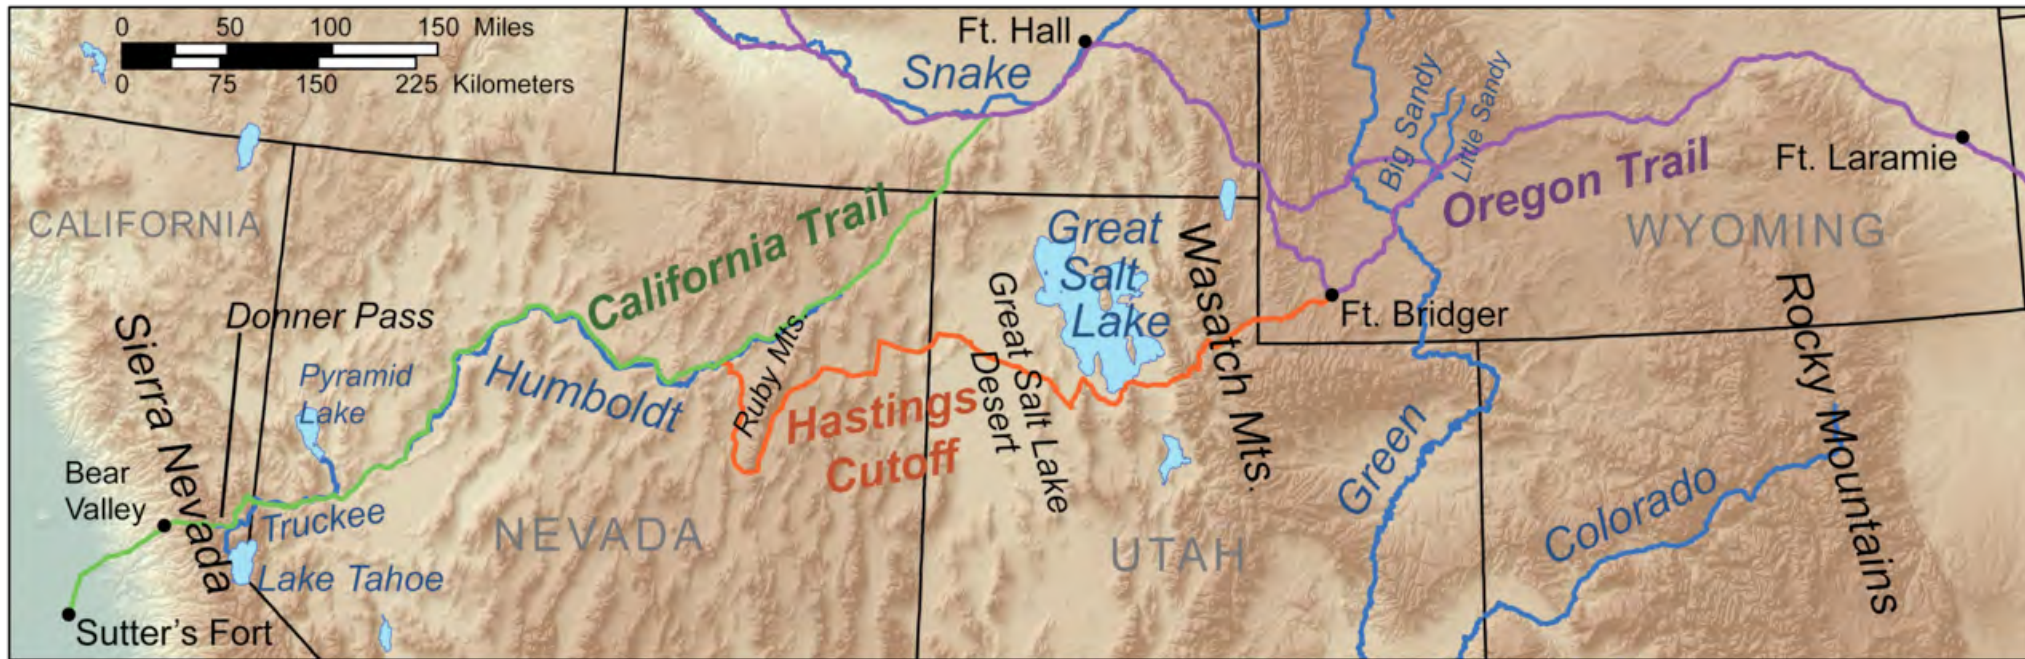 0 50 100 150 Miles
0 75 150 225 Kilometers
Ft. Hall
Snake
Big Sandy
Little Sandy
Ft. Laramie
Oregon Trail
CALIFORNIA
WYOMING
California Trail
Great
Salt
Lake
Wasatch Mts.
Great Salt Lake
Desert
Ft. Bridger
Rocky Mountains
Donner Pass
Sierra Nevada
Pyramid
Lake
Humboldt
Ruby Mts.
Hastings
Cutoff
Green
Colorado
Bear
Valley
Truckee
NEVADA
UTAH
Lake Tahoe
Sutter's Fort